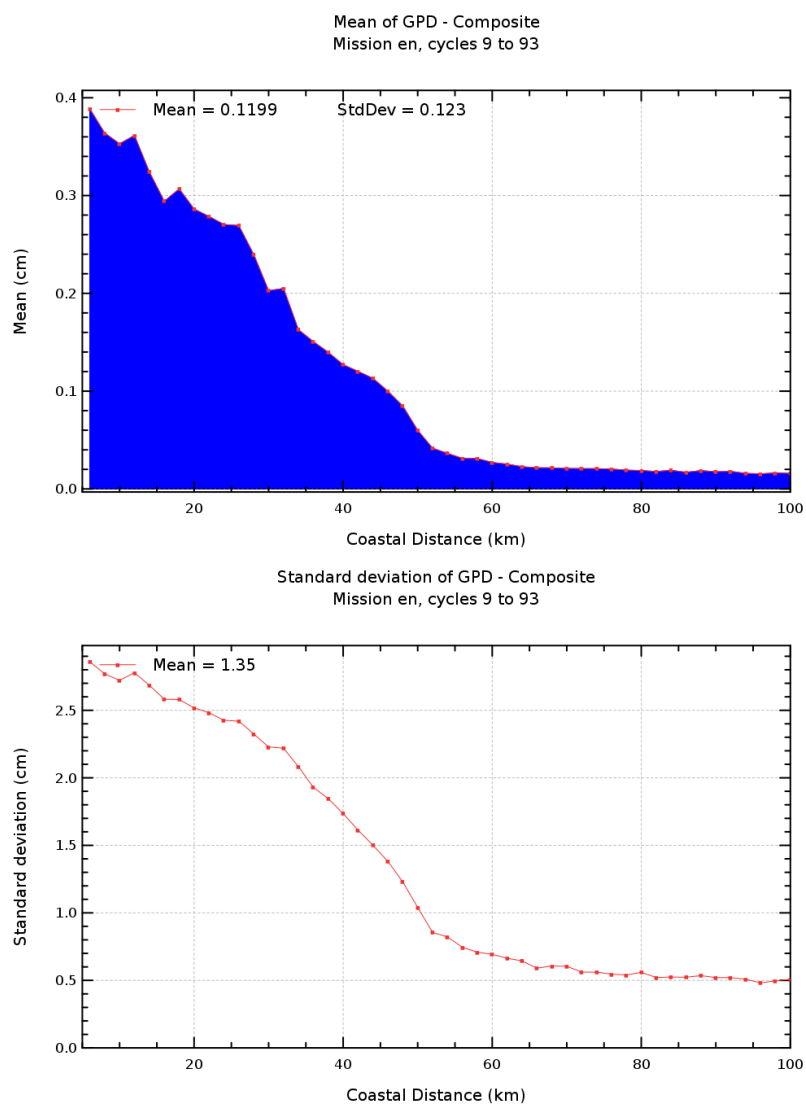 Mean of GPD - Composite
Mission en, cycles 9 to 93
0.4
Mean = 0.1199 StdDev = 0.123
0.3
Mean (cm)
0.2
0.1
0.0
20 40 60 80 100
Coastal Distance (km)
Standard deviation of GPD - Composite
Mission en, cycles 9 to 93
Mean = 1.35
2.5
2.0
Standard deviation (cm)
1.5
1.0
0.5
0.0
20 40 60 80 100
Coastal Distance (km)